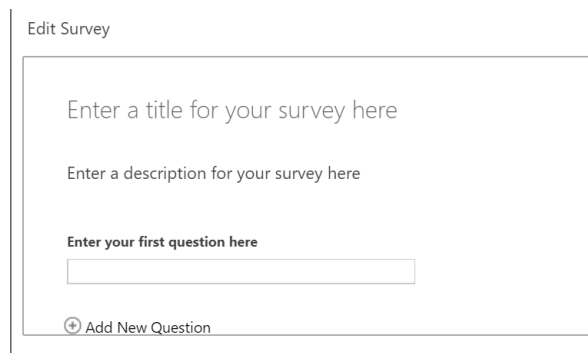 Edit Survey
Enter a title for your survey here
Enter a description for your survey here
Enter your first question here
Add New Question